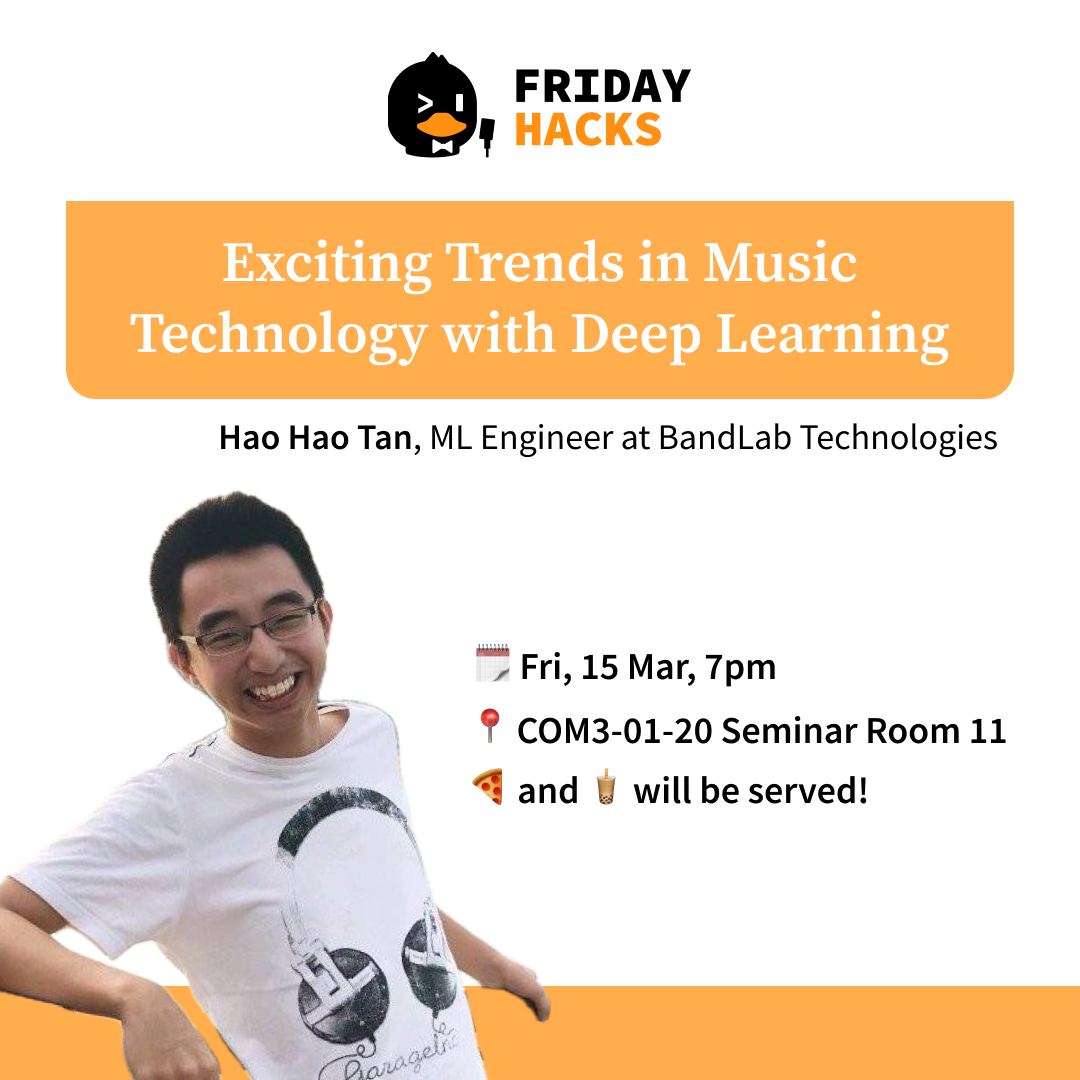 FRIDAY
HACKS
Exciting Trends in Music
Technology with Deep Learning
Hao Hao Tan, ML Engineer at BandLab Technologies
Fri, 15 Mar, 7pm
COM3-01-20 Seminar Room 11
and will be served!